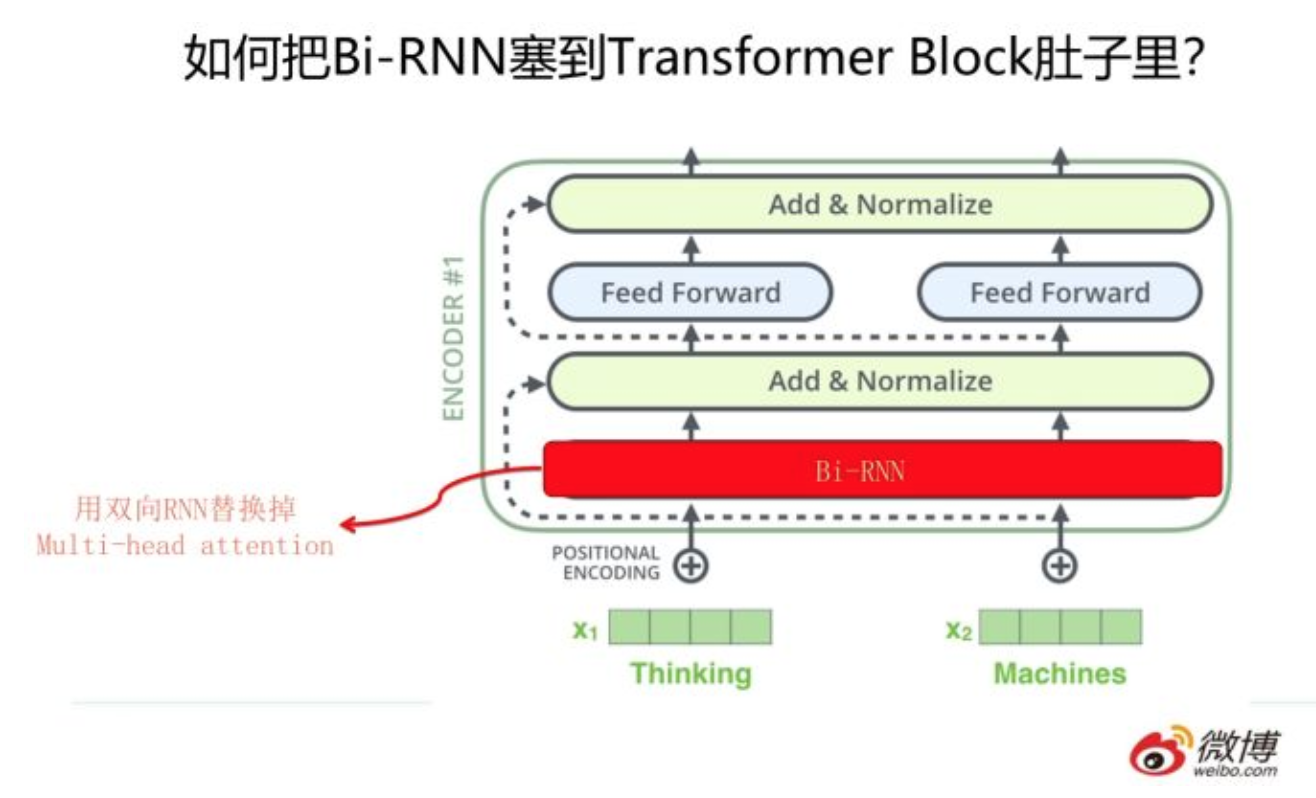 如何把Bi-RNN塞到Transformer Block肚子里？
ENCODER #1
Add & Normalize
Feed Forward
Feed Forward
Add & Normalize
Bi-RNN
用双向RNN替换掉
Multi-head attention
POSITIONAL
ENCODING
x₁
x₂
Thinking
Machines
微博
weibo.com